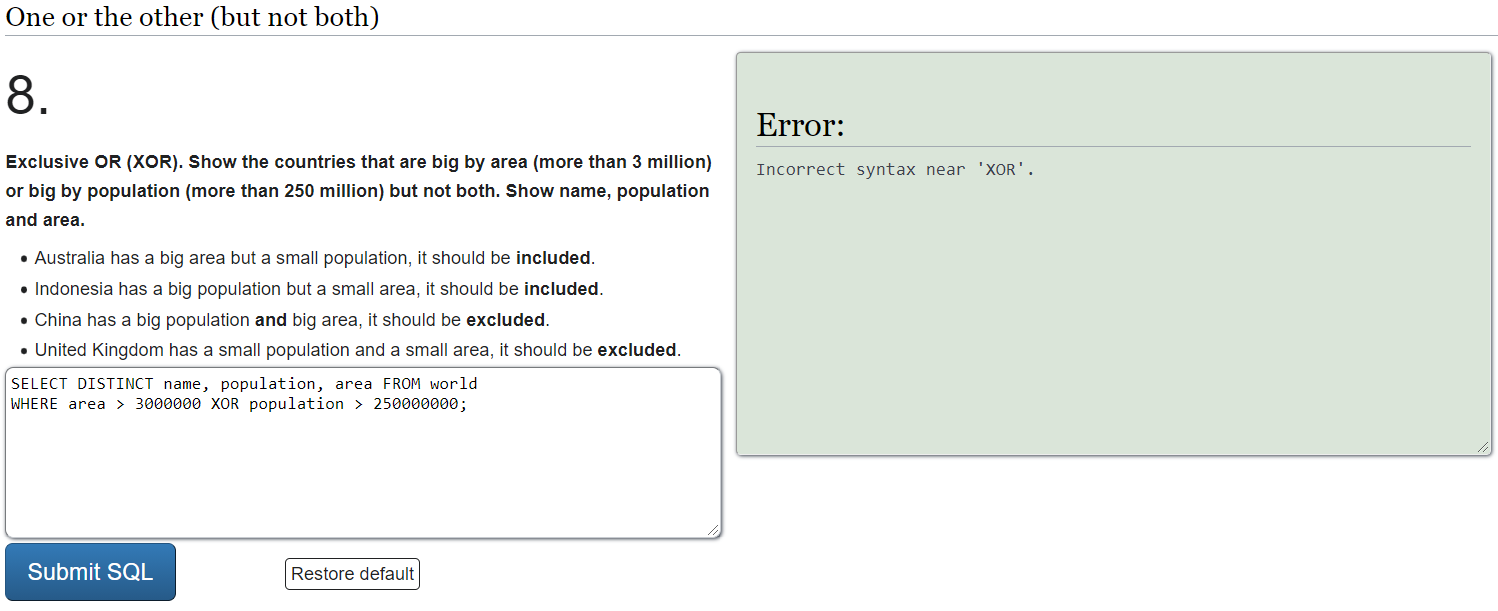 One or the other (but not both)
8.
Exclusive OR (XOR). Show the countries that are big by area (more than 3 million)
or big by population (more than 250 million) but not both. Show name, population
and area.
• Australia has a big area but a small population, it should be included.
• Indonesia has a big population but a small area, it should be included.
• China has a big population and big area, it should be excluded.
• United Kingdom has a small population and a small area, it should be excluded.
SELECT DISTINCT name, population, area FROM world
WHERE area > 3000000 XOR population > 250000000;
Submit SQL
Restore default
Error:
Incorrect syntax near 'XOR'.